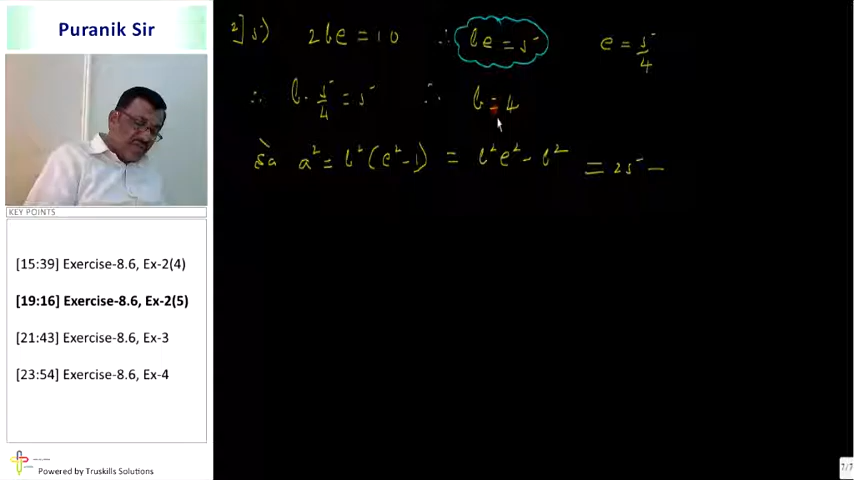 Puranik Sir
2] 5) 2be = 10 ∴ be = 5 e = 5/4
∴ b · 5/4 = 5 ∴ b = 4
a² = b²(e² - 1) = b²e² - b² = 25 -
KEY POINTS
[15:39] Exercise-8.6, Ex-2(4)
[19:16] Exercise-8.6, Ex-2(5)
[21:43] Exercise-8.6, Ex-3
[23:54] Exercise-8.6, Ex-4
Powered by Truskills Solutions
7/7